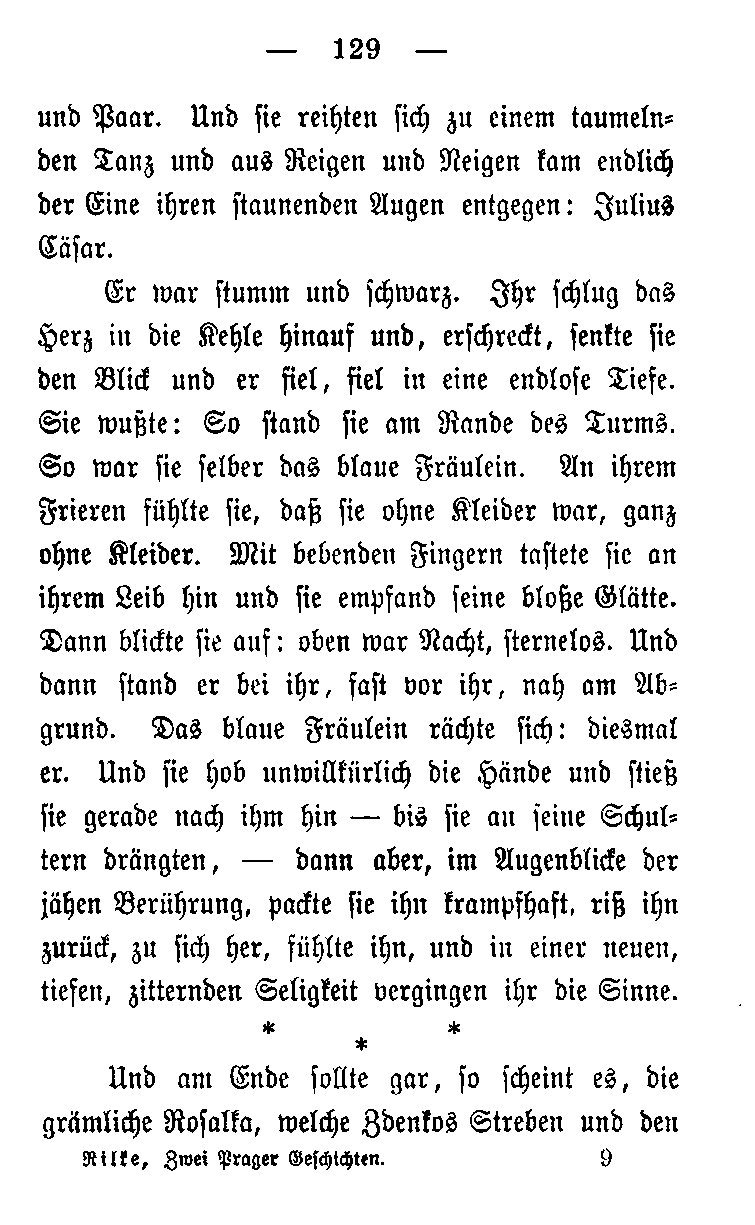 — 129 —
und Paar. Und sie reihten sich zu einem taumeln-
den Tanz und aus Reigen und Neigen kam endlich
der Eine ihren staunenden Augen entgegen: Julius
Cäsar.
Er war stumm und schwarz. Ihr schlug das
Herz in die Kehle hinauf und, erschreckt, senkte sie
den Blick und er fiel, fiel in eine endlose Tiefe.
Sie wußte: So stand sie am Rande des Turms.
So war sie selber das blaue Fräulein. An ihrem
Frieren fühlte sie, daß sie ohne Kleider war, ganz
ohne Kleider. Mit bebenden Fingern tastete sie an
ihrem Leib hin und sie empfand seine bloße Glätte.
Dann blickte sie auf: oben war Nacht, sternelos. Und
dann stand er bei ihr, fast vor ihr, nah am Ab-
grund. Das blaue Fräulein rächte sich: diesmal
er. Und sie hob unwillkürlich die Hände und stieß
sie gerade nach ihm hin — bis sie an seine Schul-
tern drängten, — dann aber, im Augenblicke der
jähen Berührung, packte sie ihn krampfhaft, riß ihn
zurück, zu sich her, fühlte ihn, und in einer neuen,
tiefen, zitternden Seligkeit vergingen ihr die Sinne.
* * *
Und am Ende sollte gar, so scheint es, die
grämliche Rosalka, welche Zdenkos Streben und den
Rilke, Zwei Prager Geschichten. 9